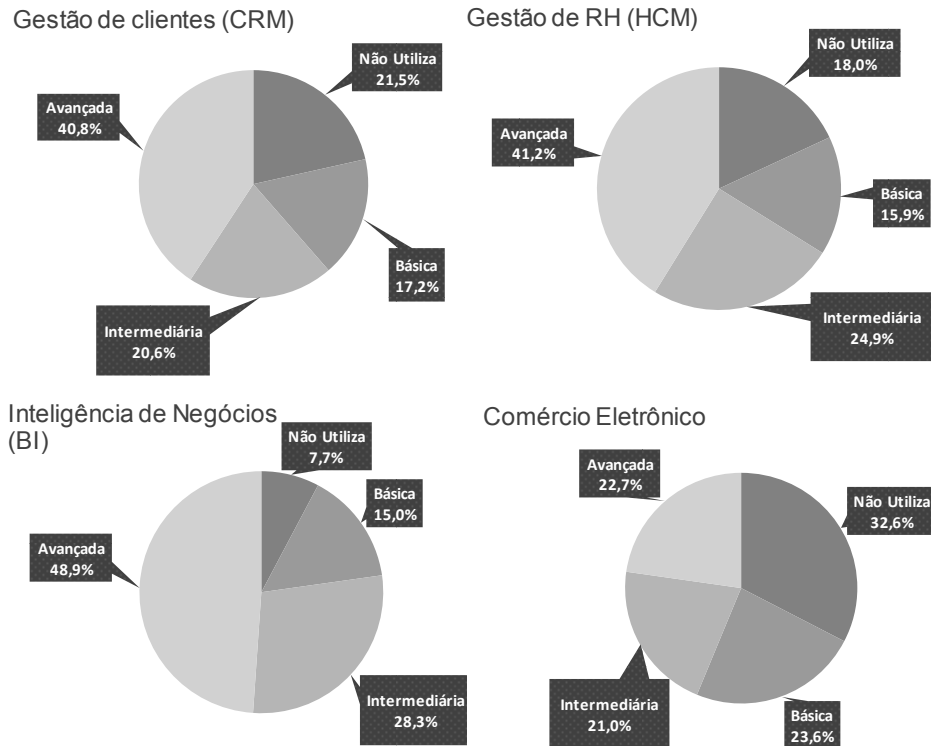 Gestão de clientes (CRM)
Não Utiliza
21,5%
Avançada
40,8%
Básica
17,2%
Intermediária
20,6%
Gestão de RH (HCM)
Não Utiliza
18,0%
Avançada
41,2%
Básica
15,9%
Intermediária
24,9%
Inteligência de Negócios
(BI)
Não Utiliza
7,7%
Básica
15,0%
Avançada
48,9%
Intermediária
28,3%
Comércio Eletrônico
Avançada
22,7%
Não Utiliza
32,6%
Intermediária
21,0%
Básica
23,6%